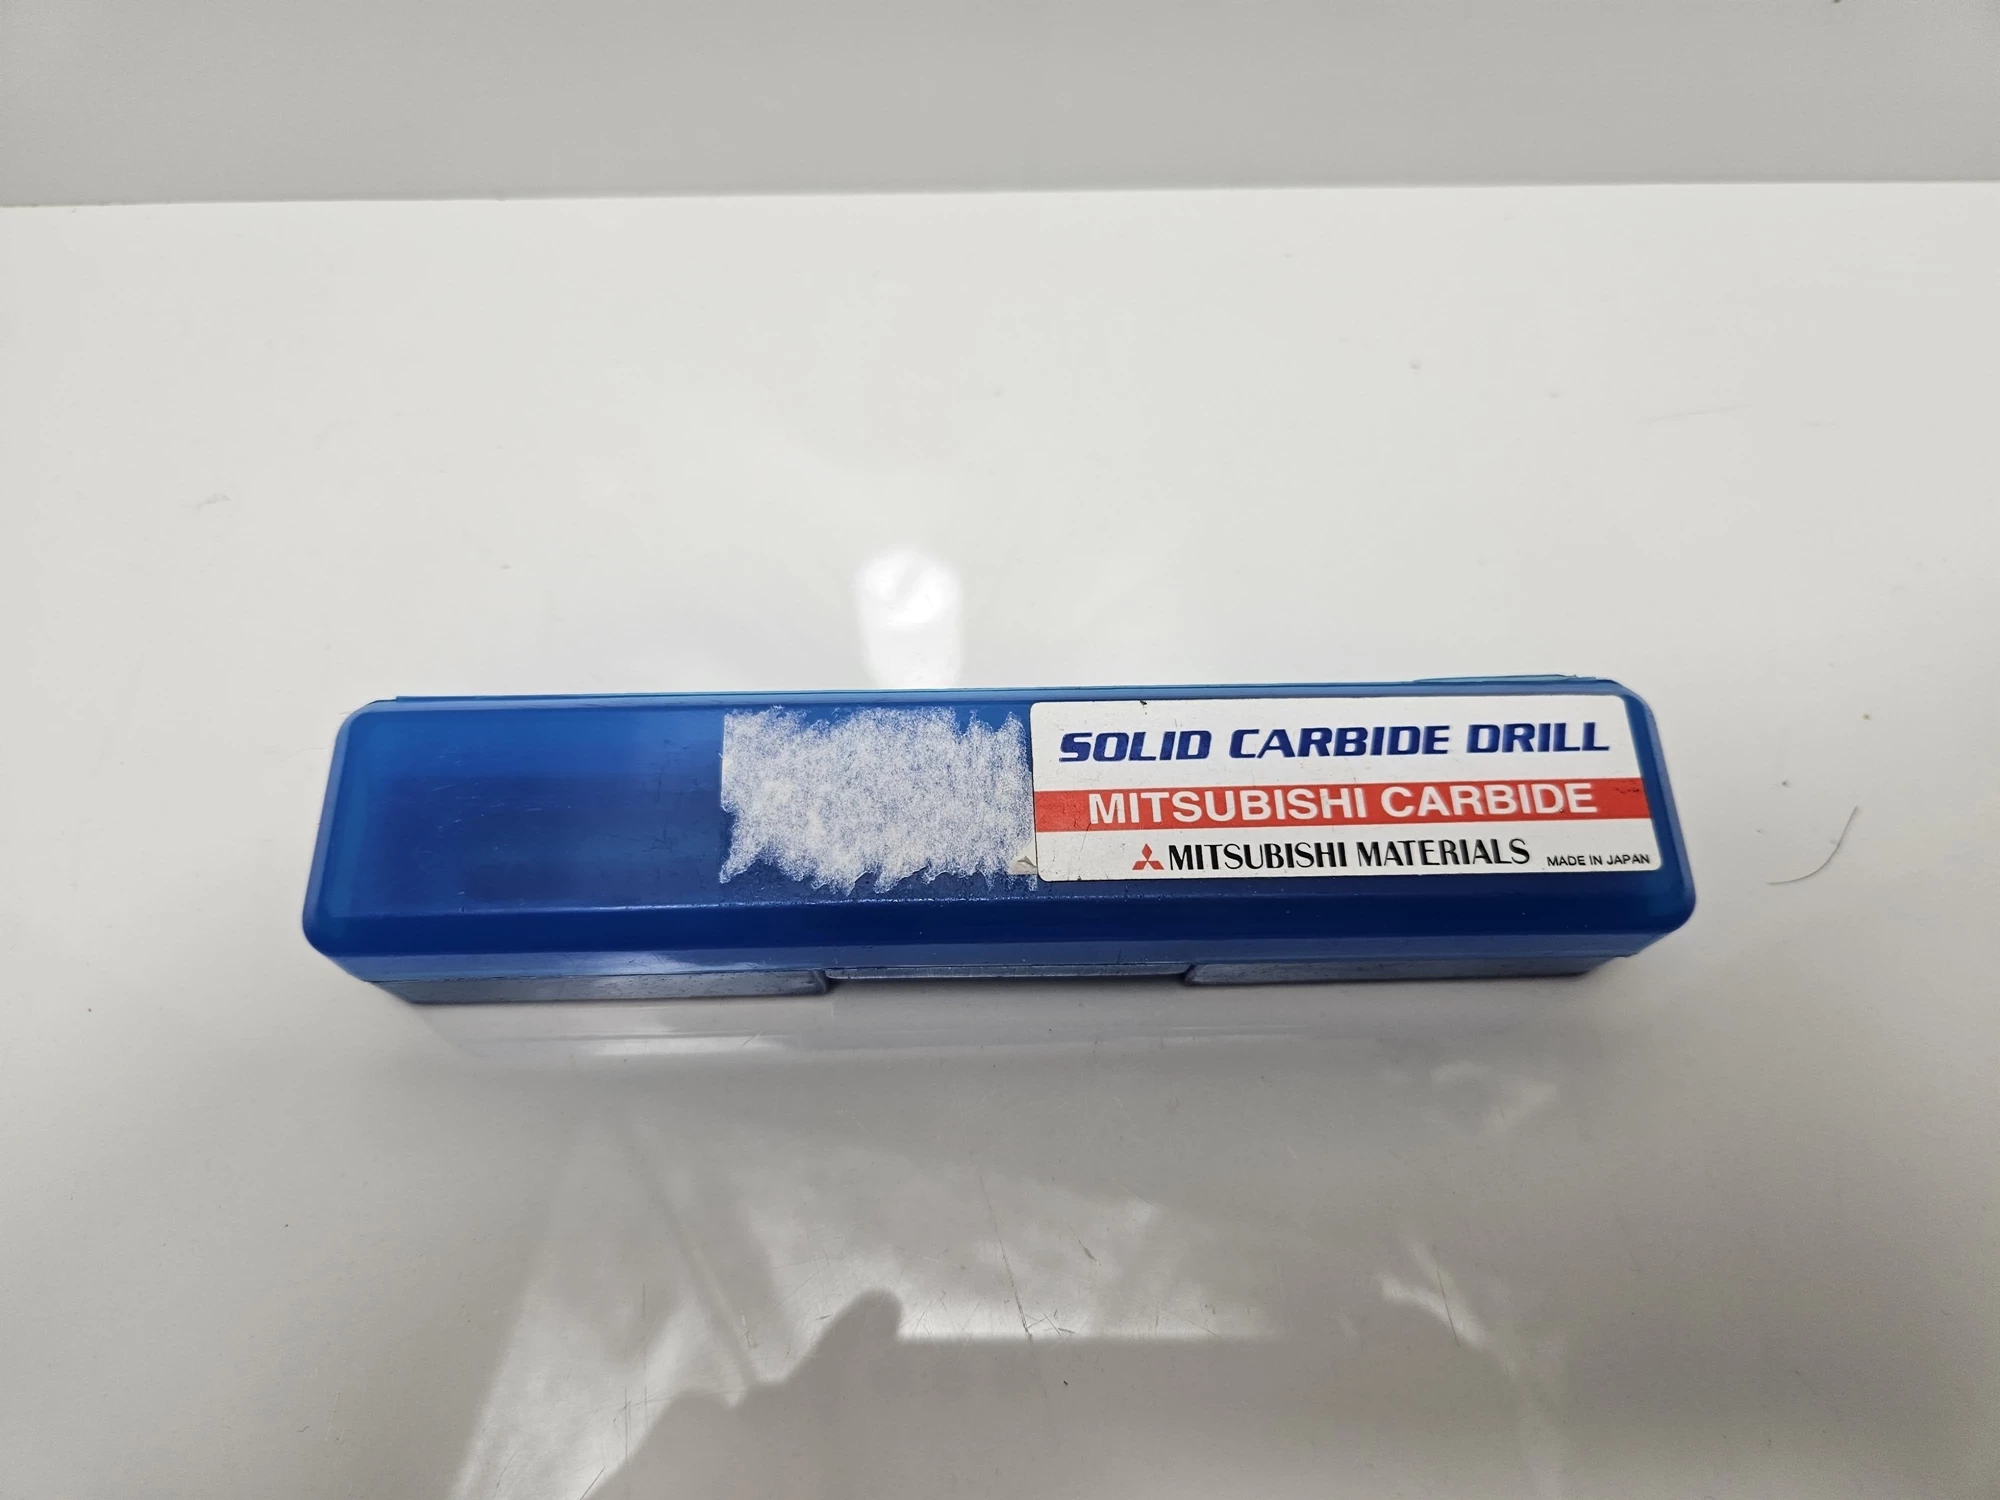 SOLID CARBIDE DRILL
MITSUBISHI CARBIDE
MITSUBISHI MATERIALS MADE IN JAPAN